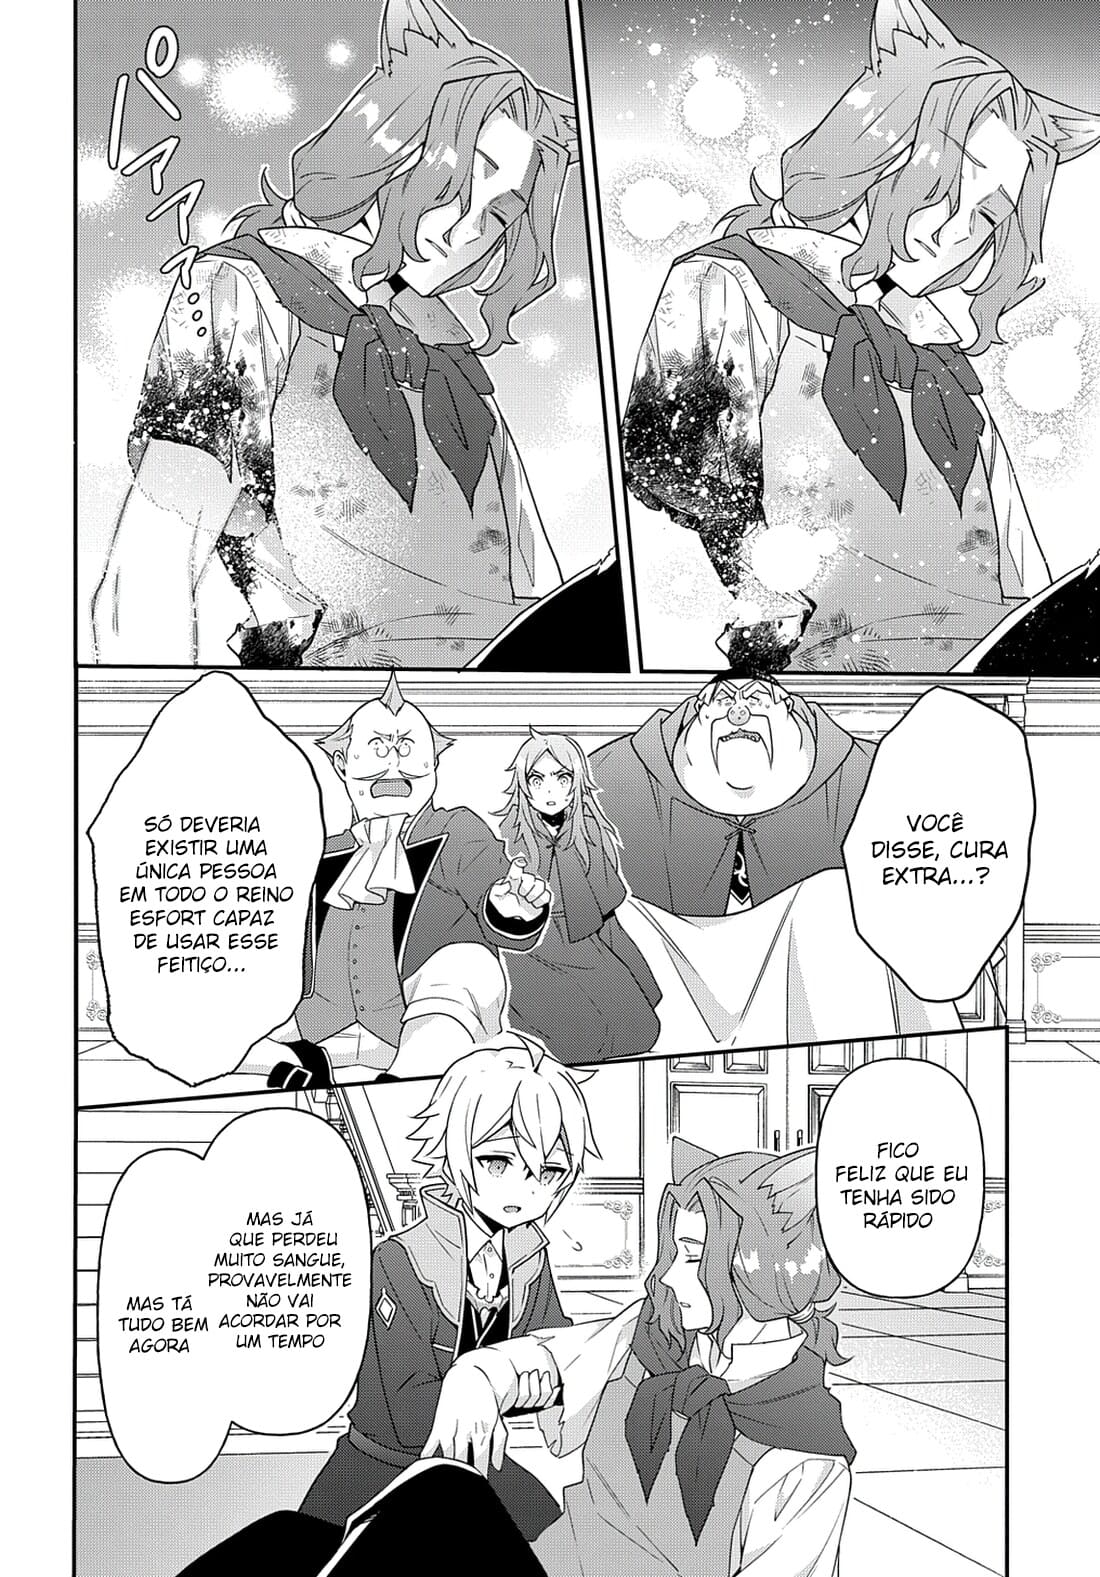 パァァァァ…
VOCÊ
DISSE, CURA
EXTRA...?
SÓ DEVERIA
EXISTIR UMA
ÚNICA PESSOA
EM TODO O REINO
ESFORT CAPAZ
DE USAR ESSE
FEITIÇO...
FICO
FELIZ QUE EU
TENHA SIDO
RÁPIDO
MAS JÁ
QUE PERDEU
MUITO SANGUE,
PROVAVELMENTE
NÃO VAI
ACORDAR POR
UM TEMPO
MAS TÁ
TUDO BEM
AGORA